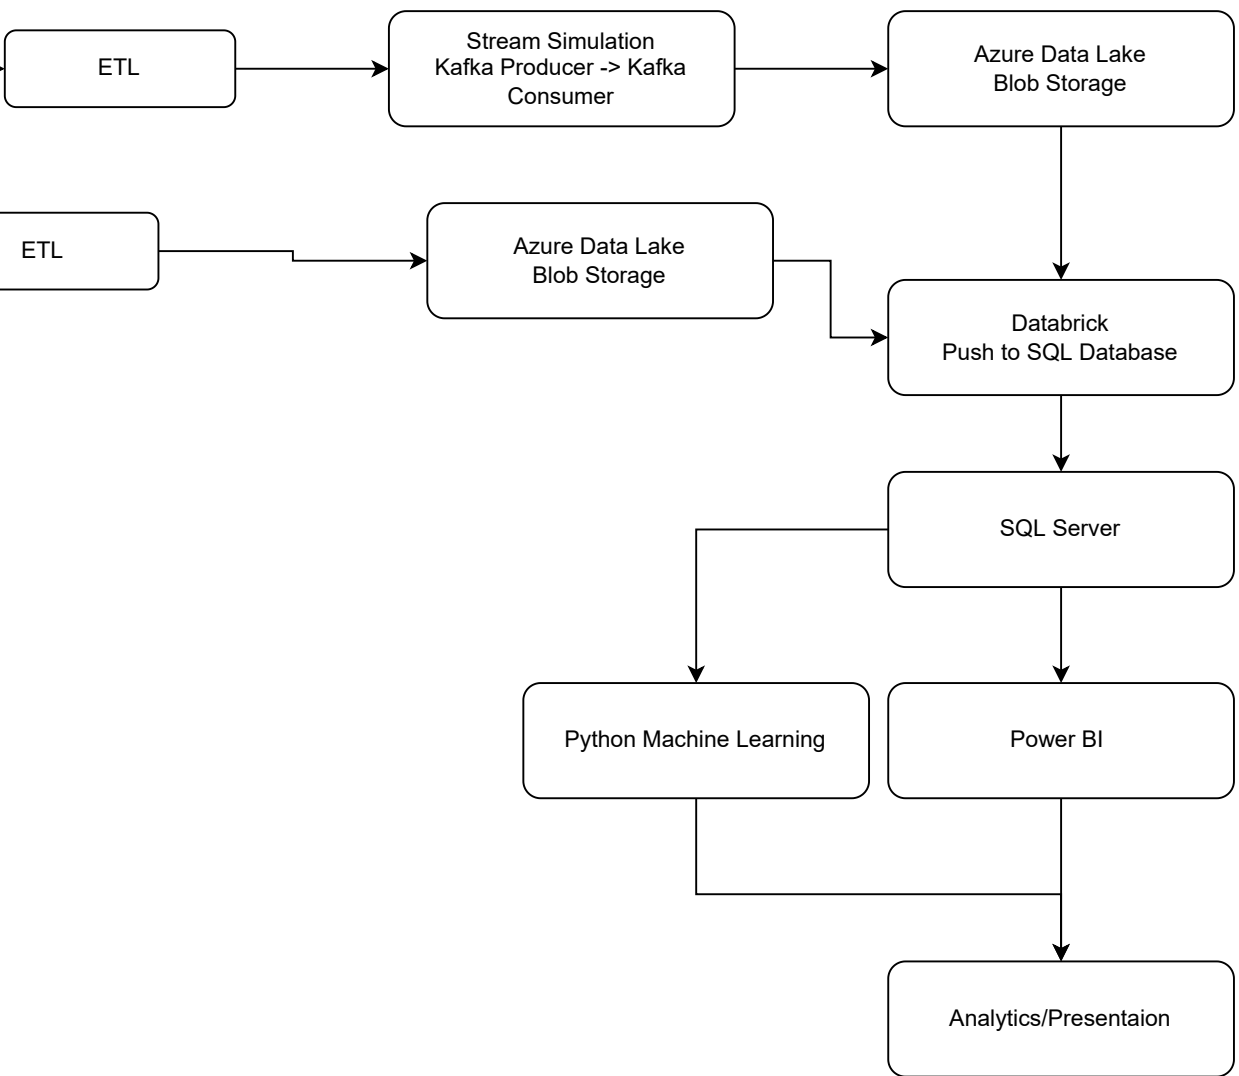 ETL
Stream Simulation
Kafka Producer -> Kafka
Consumer
Azure Data Lake
Blob Storage
ETL
Azure Data Lake
Blob Storage
Databrick
Push to SQL Database
SQL Server
Python Machine Learning
Power BI
Analytics/Presentaion